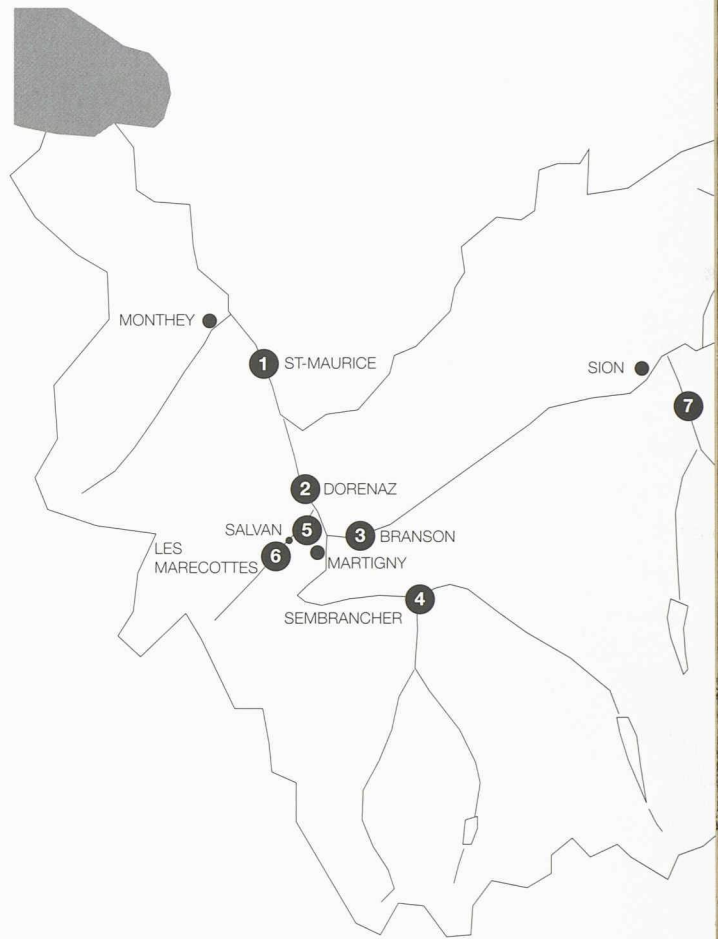 MONTHEY
1 ST-MAURICE
SION
7
2 DORENAZ
SALVAN 5
3 BRANSON
LES
MARECOTTES 6
MARTIGNY
4
SEMBRANCHER